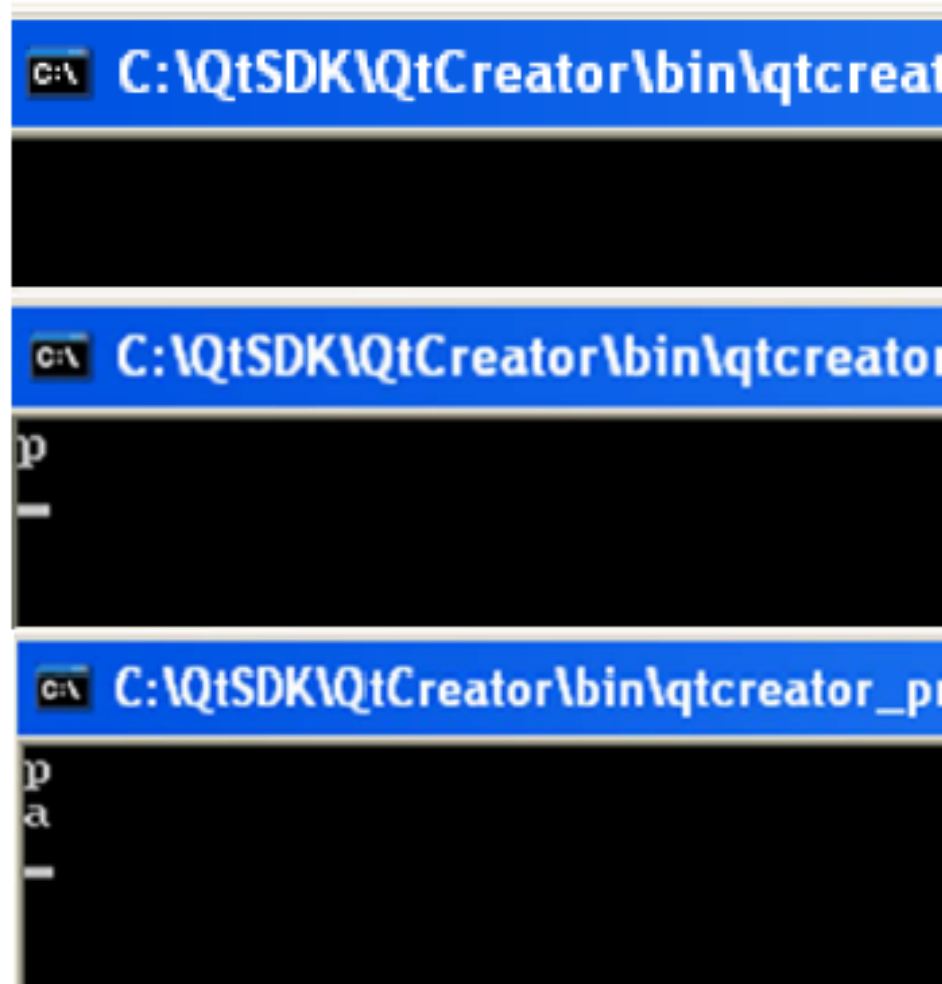 C:\ C:\QtSDK\QtCreator\bin\qtcreat
C:\ C:\QtSDK\QtCreator\bin\qtcreator
p
C:\ C:\QtSDK\QtCreator\bin\qtcreator_pr
p
a